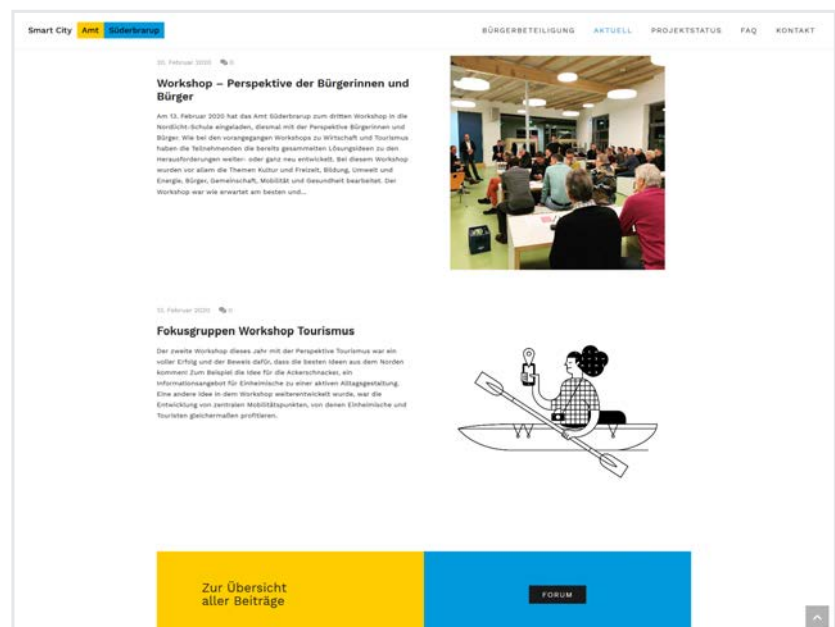 Smart City Amt Süderbrarup
BÜRGERBETEILIGUNG AKTUELL PROJEKTSTATUS FAQ KONTAKT
20. Februar 2020 0
Workshop – Perspektive der Bürgerinnen und
Bürger
Am 13. Februar 2020 hat das Amt Süderbrarup zum dritten Workshop in die
Nordlicht-Schule eingeladen, diesmal mit der Perspektive Bürgerinnen und
Bürger. Wie bei den vorangegangen Workshops zu Wirtschaft und Tourismus
haben die Teilnehmenden die bereits gesammelten Lösungsideen zu den
Herausforderungen weiter- oder ganz neu entwickelt. Bei diesem Workshop
wurden vor allem die Themen Kultur und Freizeit, Bildung, Umwelt und
Energie, Bürger, Gemeinschaft, Mobilität und Gesundheit bearbeitet. Der
Workshop war wie erwartet am besten und...
13. Februar 2020 0
Fokusgruppen Workshop Tourismus
Der zweite Workshop dieses Jahr mit der Perspektive Tourismus war ein
voller Erfolg und der Beweis dafür, dass die besten Ideen aus dem Norden
kommen! Zum Beispiel die Idee für die Ackerschnacker, ein
Informationsangebot für Einheimische zu einer aktiven Alltagsgestaltung.
Eine andere Idee in dem Workshop weiterentwickelt wurde, war die
Entwicklung von zentralen Mobilitätspunkten, von denen Einheimische und
Touristen gleichermaßen profitieren.
Zur Übersicht
aller Beiträge
FORUM